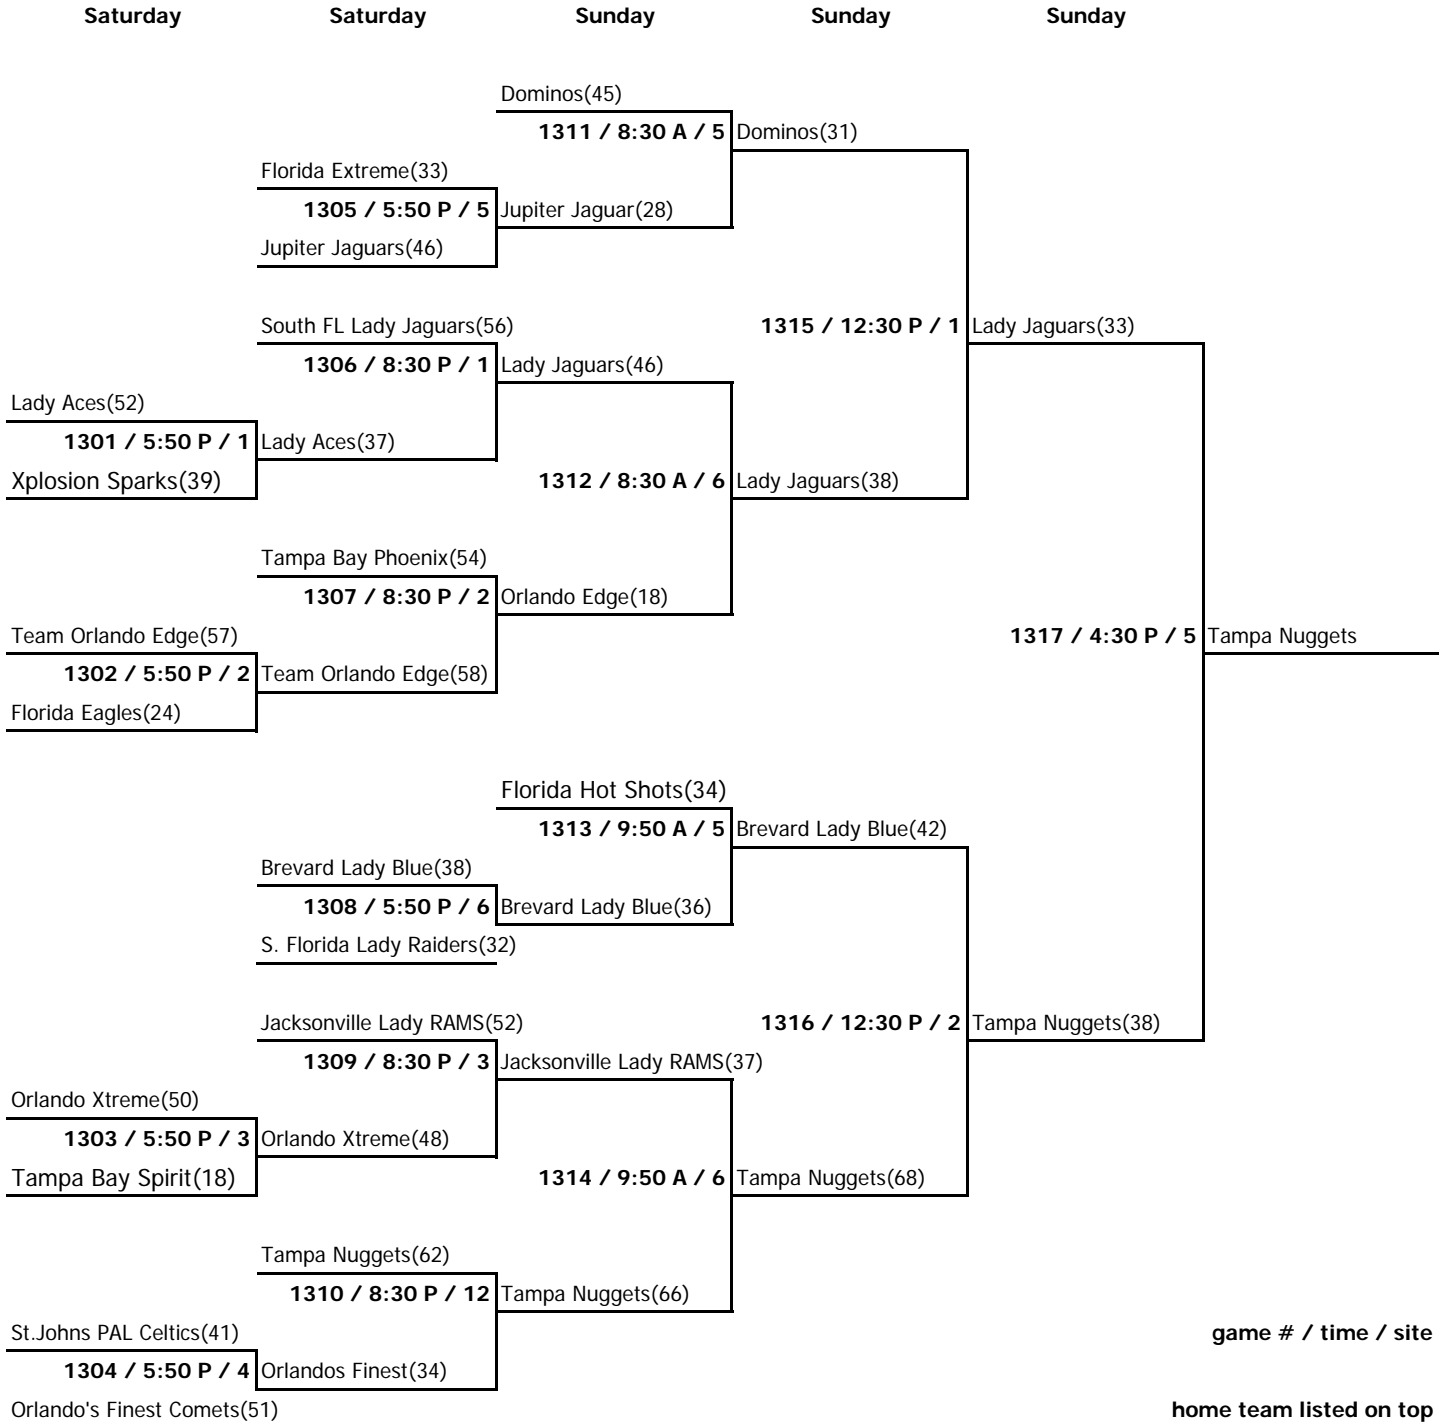 Saturday Saturday Sunday Sunday Sunday
Dominos(45)
1311 / 8:30 A / 5 Dominos(31)
Florida Extreme(33)
1305 / 5:50 P / 5 Jupiter Jaguar(28)
Jupiter Jaguars(46)
South FL Lady Jaguars(56) 1315 / 12:30 P / 1 Lady Jaguars(33)
1306 / 8:30 P / 1 Lady Jaguars(46)
Lady Aces(52)
1301 / 5:50 P / 1 Lady Aces(37)
Xplosion Sparks(39) 1312 / 8:30 A / 6 Lady Jaguars(38)
Tampa Bay Phoenix(54)
1307 / 8:30 P / 2 Orlando Edge(18)
Team Orlando Edge(57) 1317 / 4:30 P / 5 Tampa Nuggets
1302 / 5:50 P / 2 Team Orlando Edge(58)
Florida Eagles(24)
Florida Hot Shots(34)
1313 / 9:50 A / 5 Brevard Lady Blue(42)
Brevard Lady Blue(38)
1308 / 5:50 P / 6 Brevard Lady Blue(36)
S. Florida Lady Raiders(32)
Jacksonville Lady RAMS(52) 1316 / 12:30 P / 2 Tampa Nuggets(38)
1309 / 8:30 P / 3 Jacksonville Lady RAMS(37)
Orlando Xtreme(50)
1303 / 5:50 P / 3 Orlando Xtreme(48)
Tampa Bay Spirit(18) 1314 / 9:50 A / 6 Tampa Nuggets(68)
Tampa Nuggets(62)
1310 / 8:30 P / 12 Tampa Nuggets(66)
St.Johns PAL Celtics(41) game # / time / site
1304 / 5:50 P / 4 Orlandos Finest(34)
Orlando's Finest Comets(51) home team listed on top